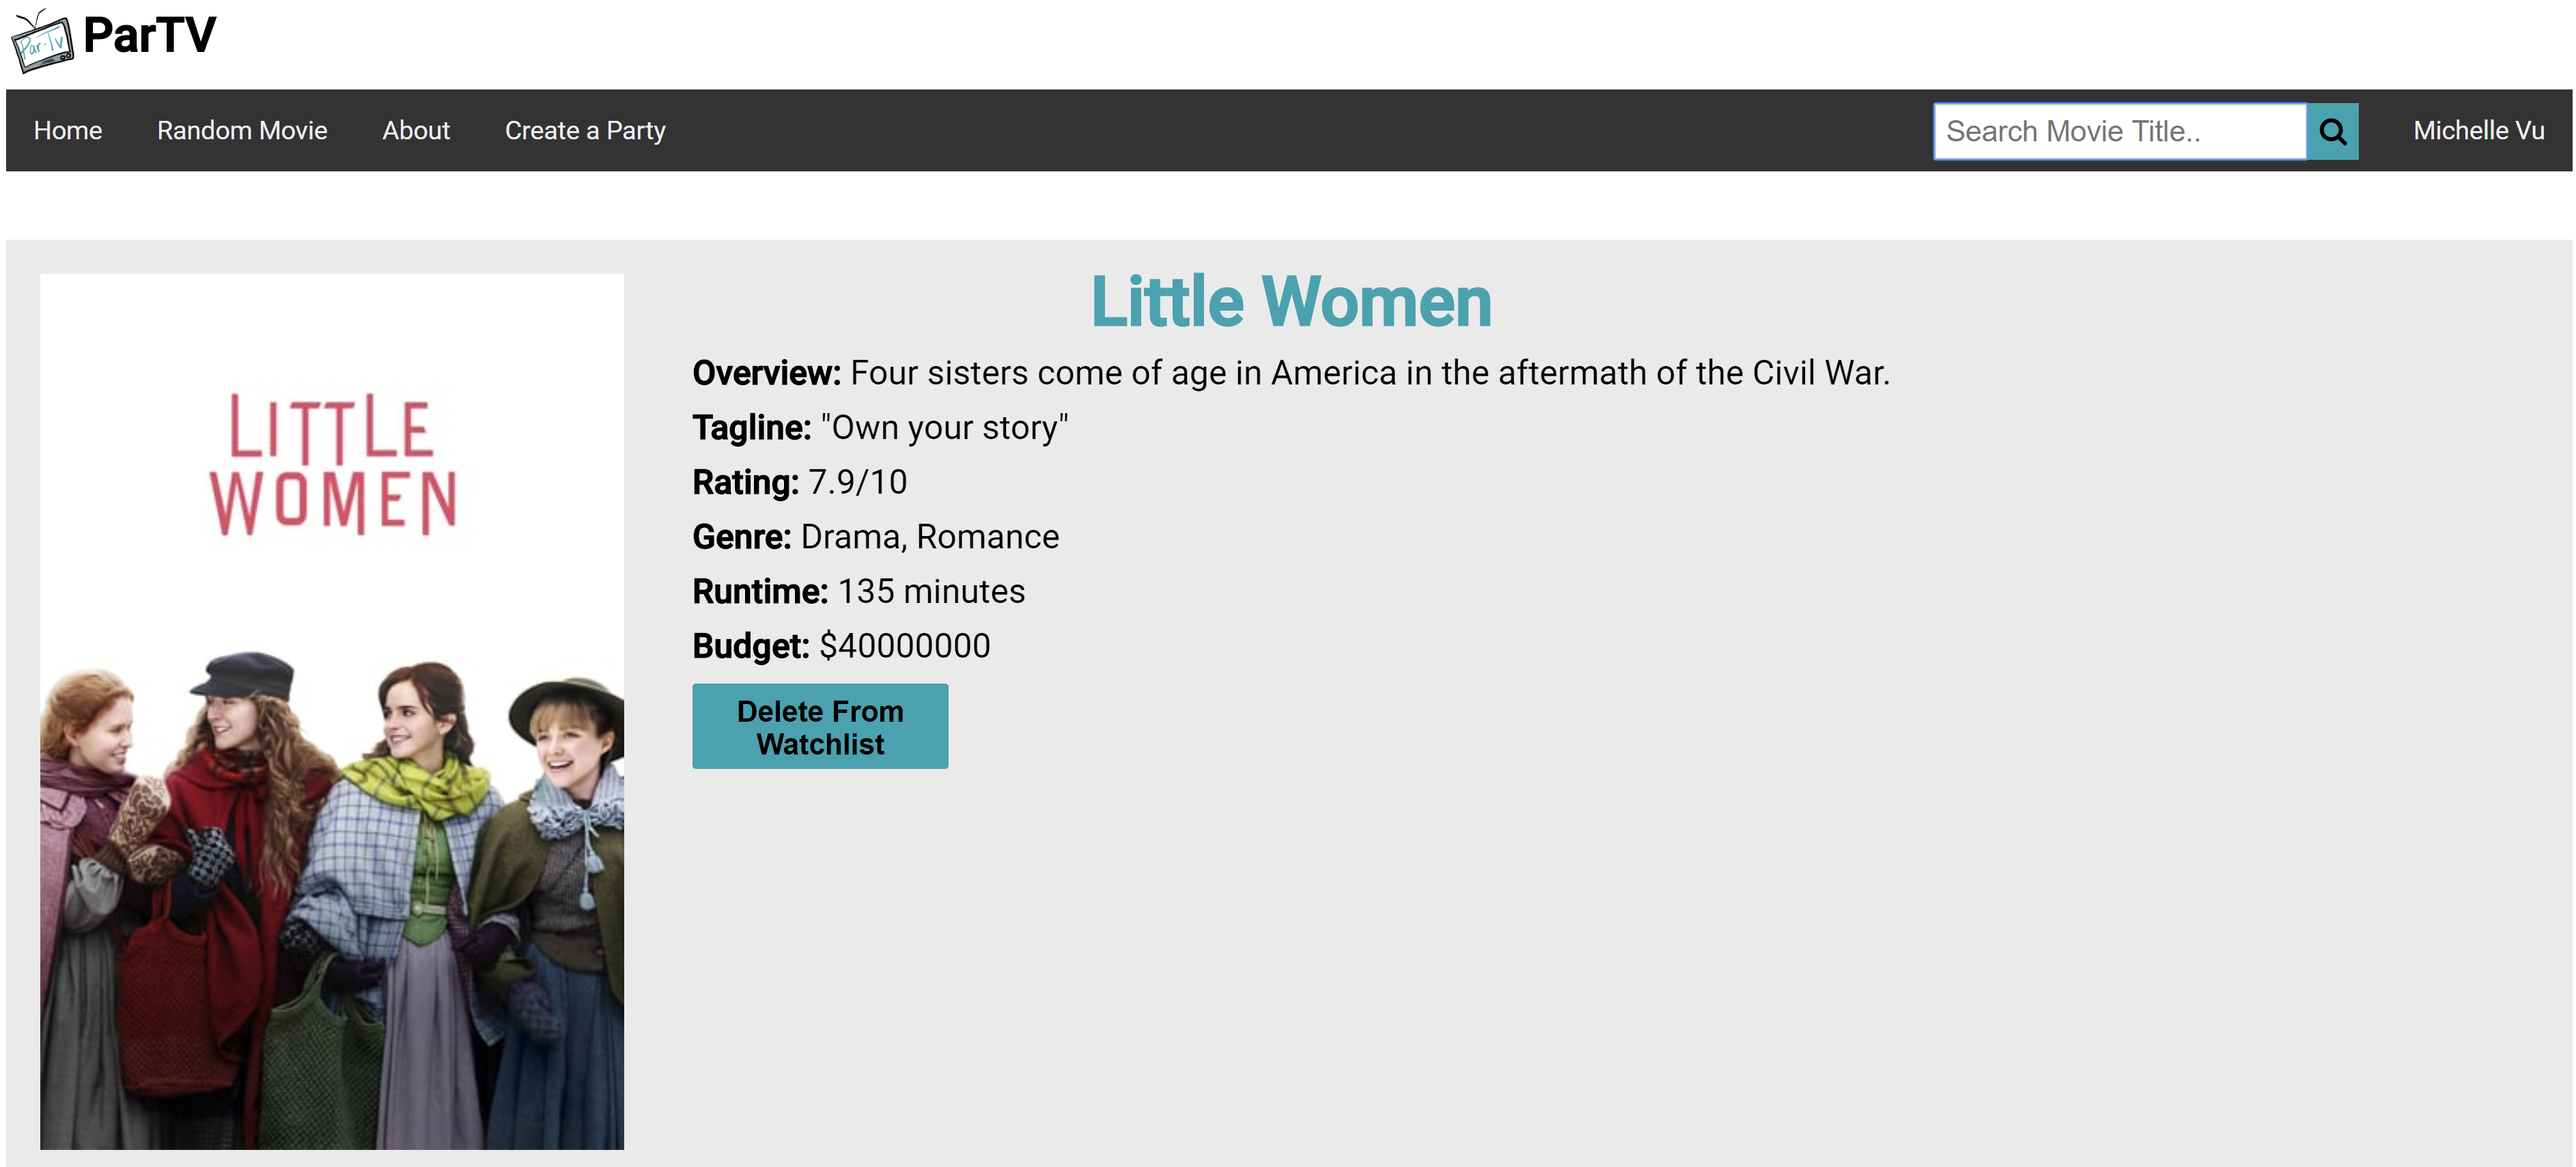 Par-Tv
ParTV
Home
Random Movie
About
Create a Party
Search Movie Title..
Michelle Vu
LITTLE
WOMEN
Little Women
Overview: Four sisters come of age in America in the aftermath of the Civil War.
Tagline: "Own your story"
Rating: 7.9/10
Genre: Drama, Romance
Runtime: 135 minutes
Budget: $40000000
Delete From
Watchlist